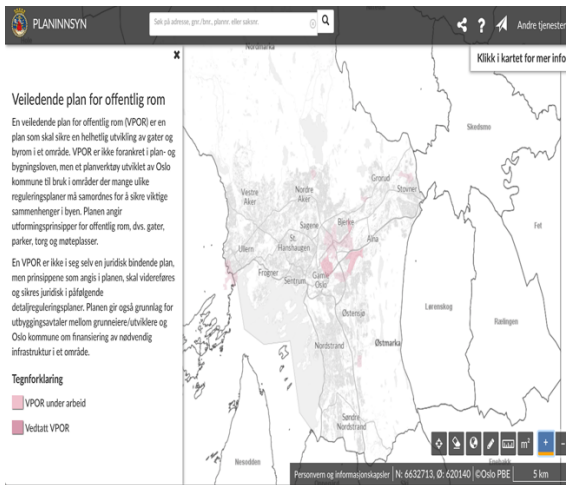 PLANINNSYN
Søk på adresse, gnr/bnr, plannr. eller saksnr.
Andre tjenester
Klikk i kartet for mer info
Veiledende plan for offentlig rom
En veiledende plan for offentlig rom (VPOR) er en
plan som skal sikre en helhetlig utvikling av gater og
byrom i et område. VPOR er ikke forankret i plan- og
bygningsloven, men et planverktøy utviklet av Oslo
kommune til bruk i områder der mange ulike
reguleringsplaner må samordnes for å sikre viktige
sammenhenger i byen. Planen angir
utformingsprinsipper for offentlig rom, dvs. gater,
parker, torg og møteplasser.
En VPOR er ikke i seg selv en juridisk bindende plan,
men prinsippene som angis i planen, skal videreføres
og sikres juridisk i påfølgende
detaljreguleringsplaner. Planen gir også grunnlag for
utbyggingsavtaler mellom grunneiere/utviklere og
Oslo kommune om finansiering av nødvendig
infrastruktur i et område.
Tegnforklaring
VPOR under arbeid
Vedtatt VPOR
Nordmarka
Skedsmo
Grorud
Stovner
Vestre
Aker
Nordre
Aker
Sagene
Bjerke
Fet
St.
Hanshaugen
Alna
Ullern
Frogner
Sentrum
Gamle
Oslo
Lørenskog
Rælingen
Østensjø
Nordstrand
Østmarka
Søndre
Nordstrand
Nesodden
Enebakk
m²
+
-
Personvern og informasjonskapsler
N: 6632713, Ø: 620140
©Oslo PBE
5 km